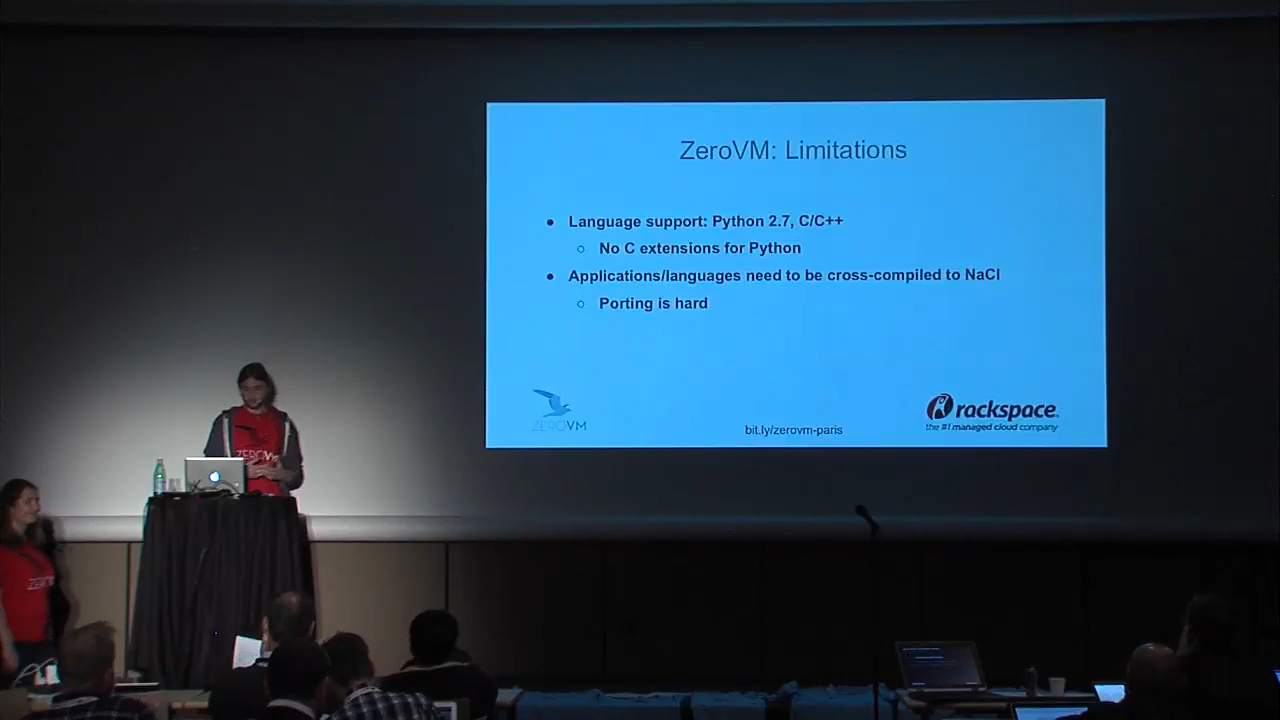 ZeroVM: Limitations
● Language support: Python 2.7, C/C++
○ No C extensions for Python
● Applications/languages need to be cross-compiled to NaCl
○ Porting is hard
ZEROVM
bit.ly/zerovm-paris
rackspace
the #1 managed cloud company
ZEROVM